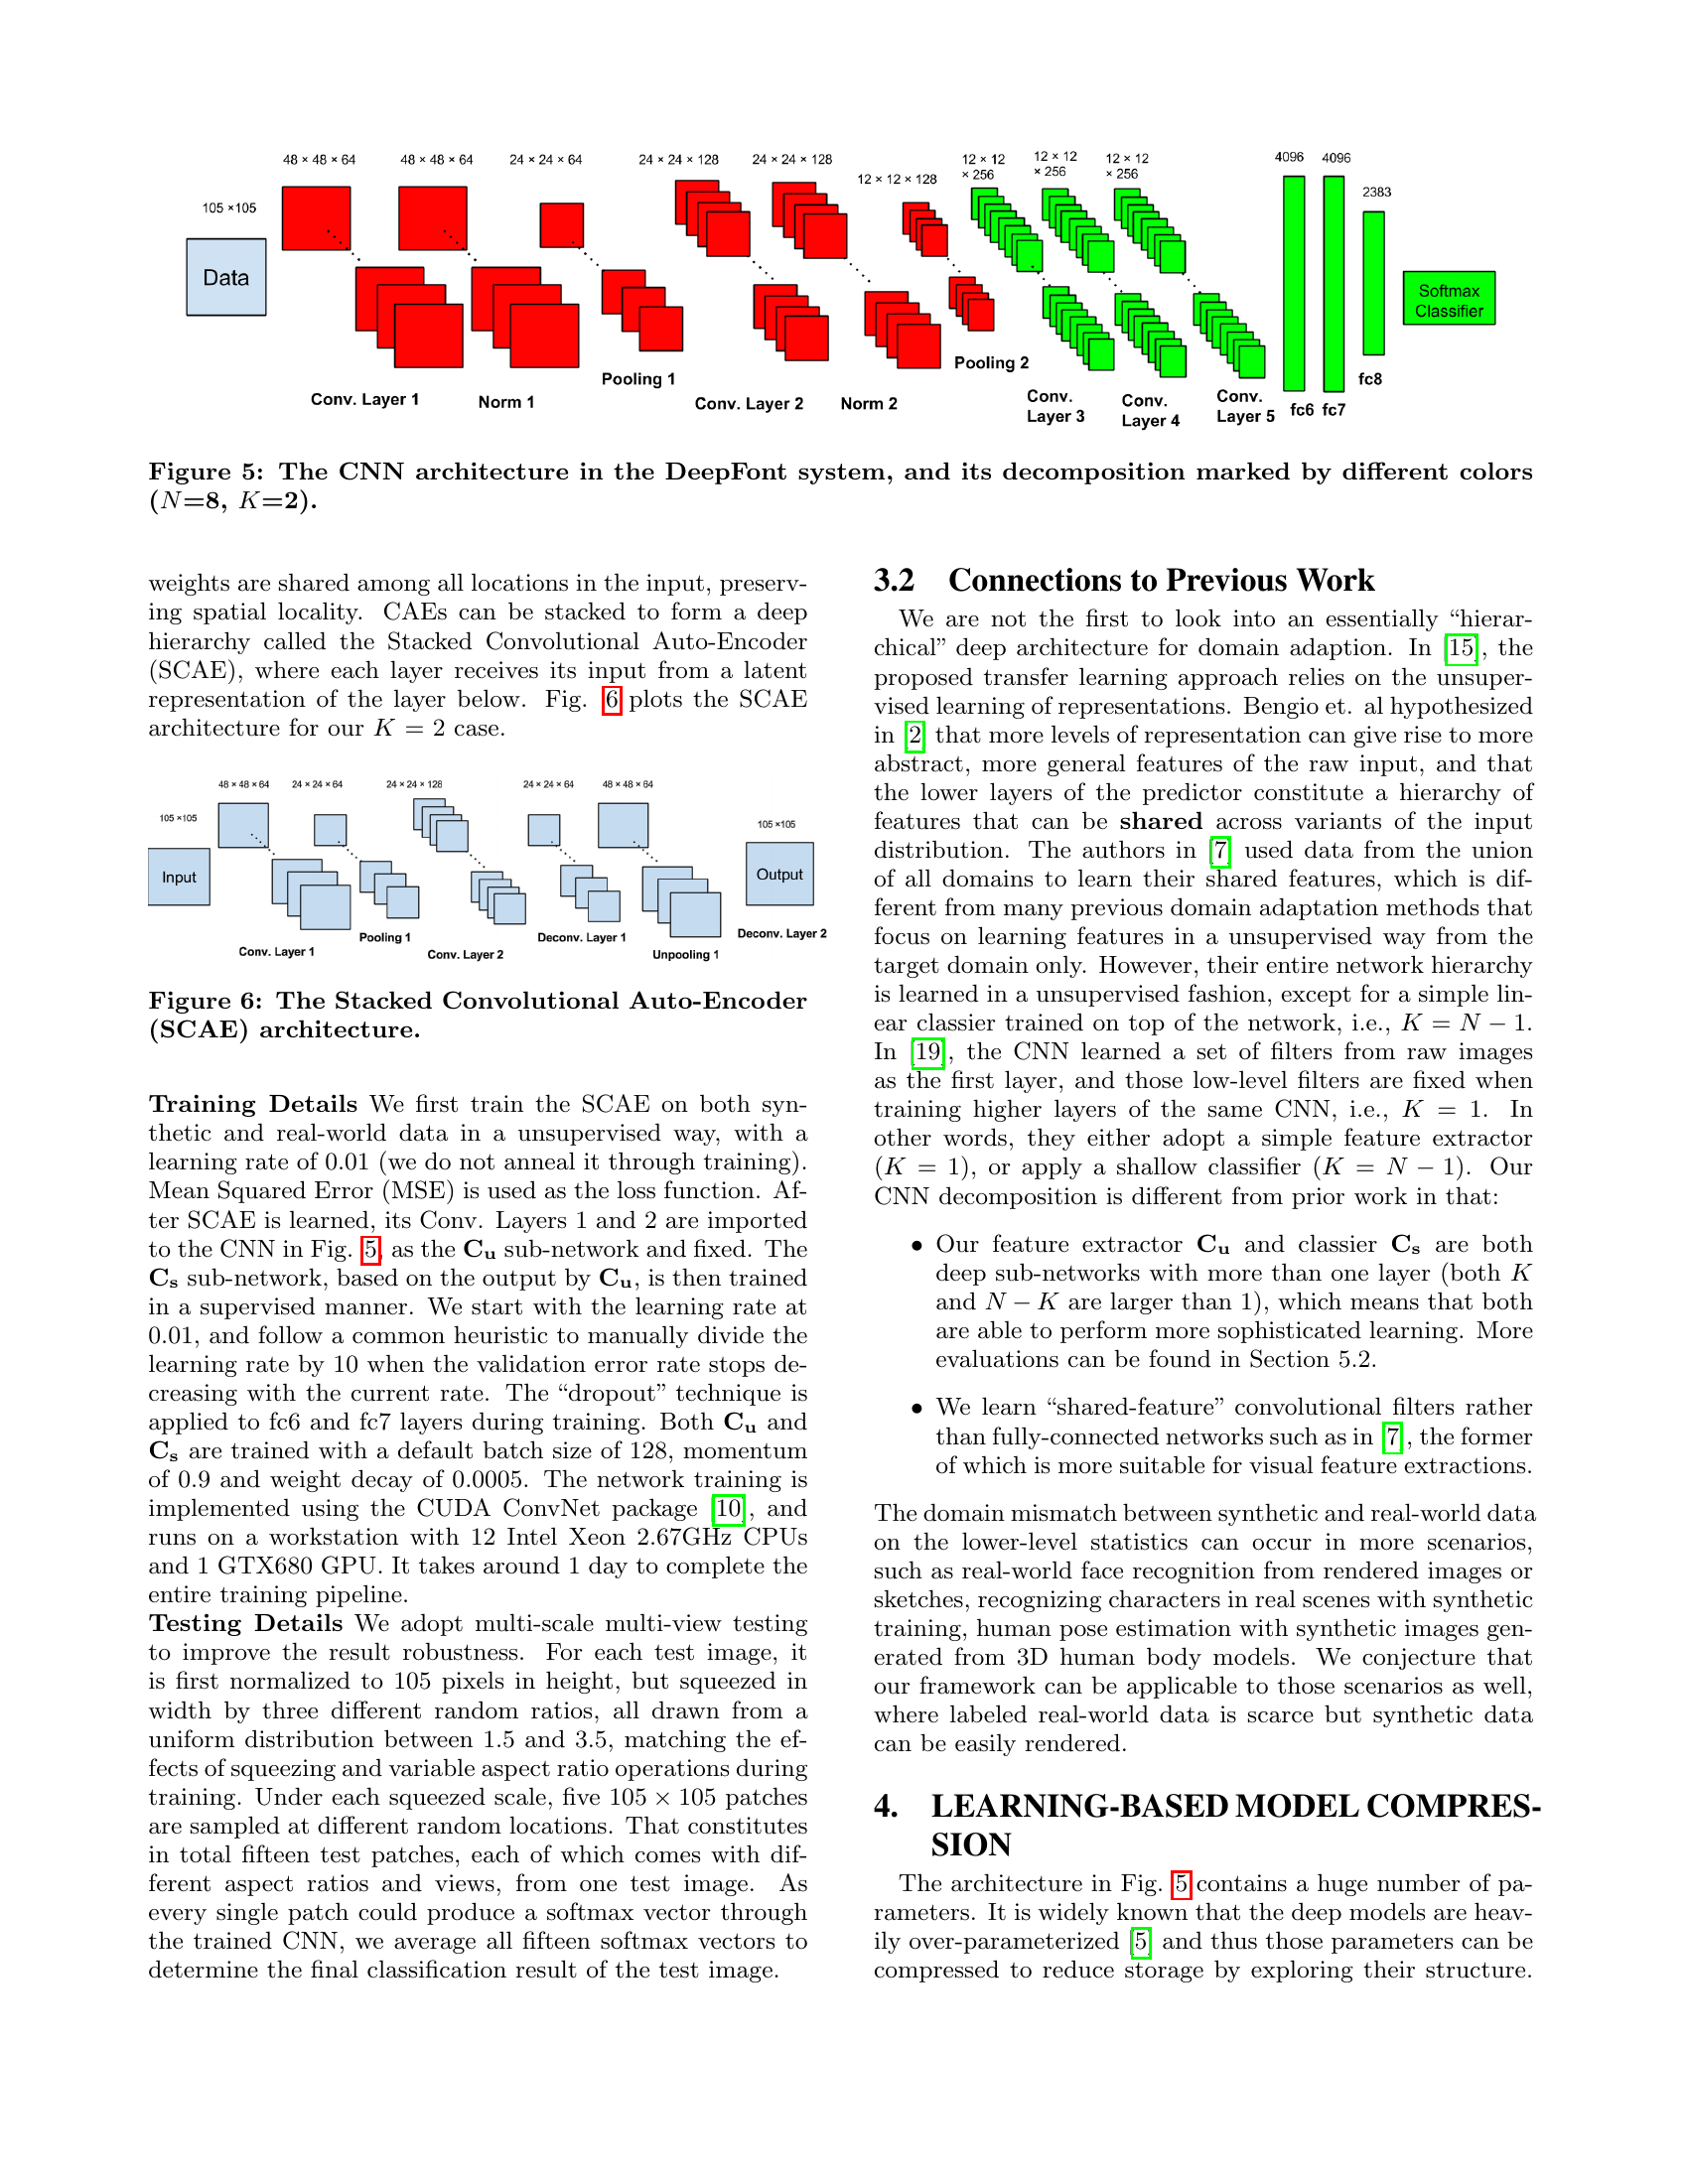 48 × 48 × 64
48 × 48 × 64
24 × 24 × 64
24 × 24 × 128
24 × 24 × 128
12 × 12 × 128
12 × 12
× 256
12 × 12
× 256
12 × 12
× 256
4096
4096
2383
105 ×105
Data
Softmax
Classifier
Conv. Layer 1
Norm 1
Pooling 1
Conv. Layer 2
Norm 2
Pooling 2
Conv.
Layer 3
Conv.
Layer 4
Conv.
Layer 5
fc6
fc7
fc8
Figure 5: The CNN architecture in the DeepFont system, and its decomposition marked by different colors
(N=8, K=2).
weights are shared among all locations in the input, preserv-
ing spatial locality. CAEs can be stacked to form a deep
hierarchy called the Stacked Convolutional Auto-Encoder
(SCAE), where each layer receives its input from a latent
representation of the layer below. Fig. 6 plots the SCAE
architecture for our K = 2 case.
48 × 48 × 64
24 × 24 × 64
24 × 24 × 128
24 × 24 × 64
48 × 48 × 64
105 ×105
105 ×105
Input
Output
Conv. Layer 1
Pooling 1
Conv. Layer 2
Deconv. Layer 1
Unpooling 1
Deconv. Layer 2
Figure 6: The Stacked Convolutional Auto-Encoder
(SCAE) architecture.
Training Details We first train the SCAE on both syn-
thetic and real-world data in a unsupervised way, with a
learning rate of 0.01 (we do not anneal it through training).
Mean Squared Error (MSE) is used as the loss function. Af-
ter SCAE is learned, its Conv. Layers 1 and 2 are imported
to the CNN in Fig. 5, as the Cu sub-network and fixed. The
Cs sub-network, based on the output by Cu, is then trained
in a supervised manner. We start with the learning rate at
0.01, and follow a common heuristic to manually divide the
learning rate by 10 when the validation error rate stops de-
creasing with the current rate. The “dropout” technique is
applied to fc6 and fc7 layers during training. Both Cu and
Cs are trained with a default batch size of 128, momentum
of 0.9 and weight decay of 0.0005. The network training is
implemented using the CUDA ConvNet package [10], and
runs on a workstation with 12 Intel Xeon 2.67GHz CPUs
and 1 GTX680 GPU. It takes around 1 day to complete the
entire training pipeline.
Testing Details We adopt multi-scale multi-view testing
to improve the result robustness. For each test image, it
is first normalized to 105 pixels in height, but squeezed in
width by three different random ratios, all drawn from a
uniform distribution between 1.5 and 3.5, matching the ef-
fects of squeezing and variable aspect ratio operations during
training. Under each squeezed scale, five 105 × 105 patches
are sampled at different random locations. That constitutes
in total fifteen test patches, each of which comes with dif-
ferent aspect ratios and views, from one test image. As
every single patch could produce a softmax vector through
the trained CNN, we average all fifteen softmax vectors to
determine the final classification result of the test image.
3.2 Connections to Previous Work
We are not the first to look into an essentially “hierar-
chical” deep architecture for domain adaption. In [15], the
proposed transfer learning approach relies on the unsuper-
vised learning of representations. Bengio et. al hypothesized
in [2] that more levels of representation can give rise to more
abstract, more general features of the raw input, and that
the lower layers of the predictor constitute a hierarchy of
features that can be shared across variants of the input
distribution. The authors in [7] used data from the union
of all domains to learn their shared features, which is dif-
ferent from many previous domain adaptation methods that
focus on learning features in a unsupervised way from the
target domain only. However, their entire network hierarchy
is learned in a unsupervised fashion, except for a simple lin-
ear classier trained on top of the network, i.e., K = N − 1.
In [19], the CNN learned a set of filters from raw images
as the first layer, and those low-level filters are fixed when
training higher layers of the same CNN, i.e., K = 1. In
other words, they either adopt a simple feature extractor
(K = 1), or apply a shallow classifier (K = N − 1). Our
CNN decomposition is different from prior work in that:
• Our feature extractor Cu and classier Cs are both
deep sub-networks with more than one layer (both K
and N − K are larger than 1), which means that both
are able to perform more sophisticated learning. More
evaluations can be found in Section 5.2.
• We learn “shared-feature” convolutional filters rather
than fully-connected networks such as in [7], the former
of which is more suitable for visual feature extractions.
The domain mismatch between synthetic and real-world data
on the lower-level statistics can occur in more scenarios,
such as real-world face recognition from rendered images or
sketches, recognizing characters in real scenes with synthetic
training, human pose estimation with synthetic images gen-
erated from 3D human body models. We conjecture that
our framework can be applicable to those scenarios as well,
where labeled real-world data is scarce but synthetic data
can be easily rendered.
4. LEARNING-BASED MODEL COMPRES-
SION
The architecture in Fig. 5 contains a huge number of pa-
rameters. It is widely known that the deep models are heav-
ily over-parameterized [5] and thus those parameters can be
compressed to reduce storage by exploring their structure.